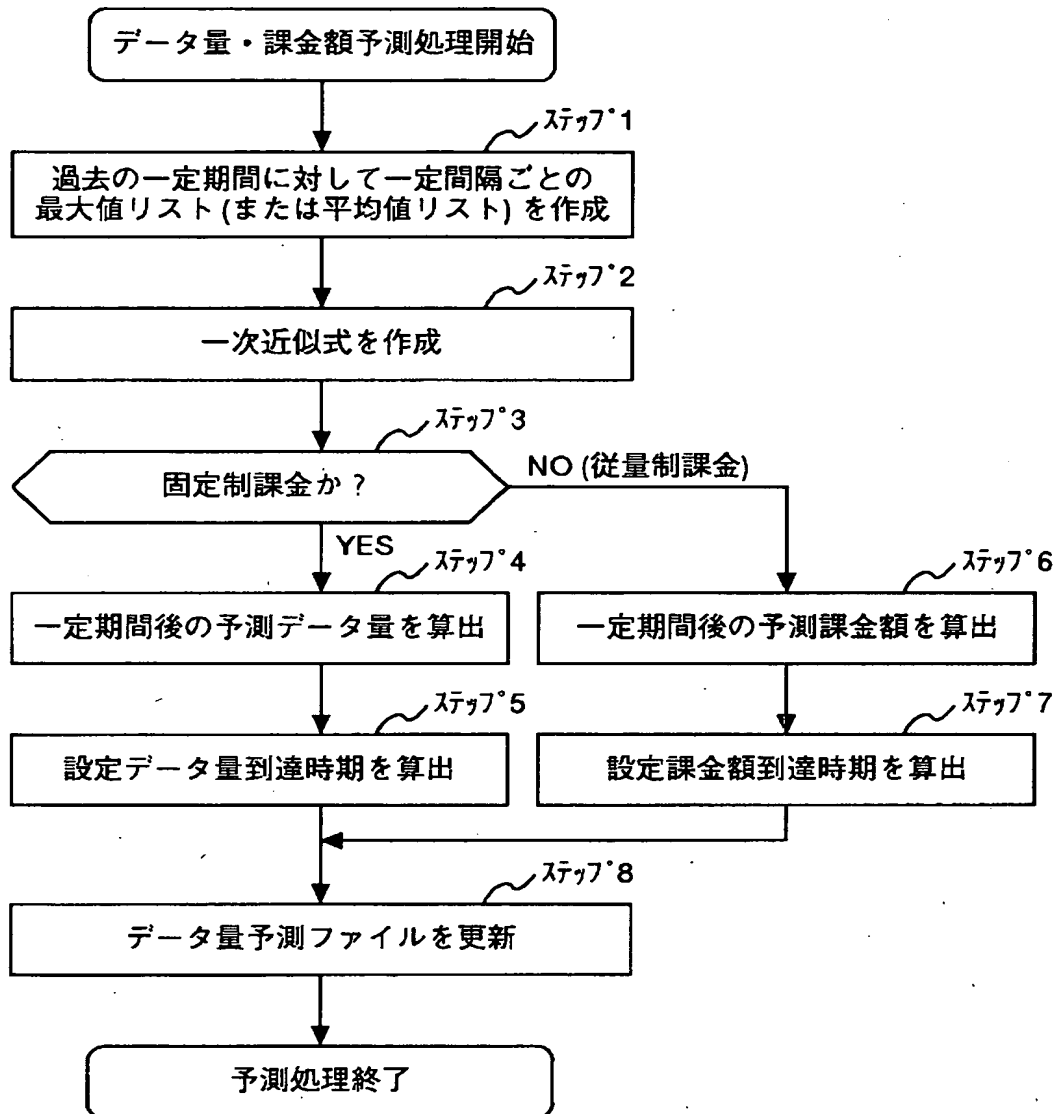 データ量・課金額予測処理開始
ステップ1
過去の一定期間に対して一定間隔ごとの
最大値リスト(または平均値リスト)を作成
ステップ2
一次近似式を作成
ステップ3
固定制課金か?
NO (従量制課金)
YES
ステップ4
一定期間後の予測データ量を算出
ステップ6
一定期間後の予測課金額を算出
ステップ5
設定データ量到達時期を算出
ステップ7
設定課金額到達時期を算出
ステップ8
データ量予測ファイルを更新
予測処理終了